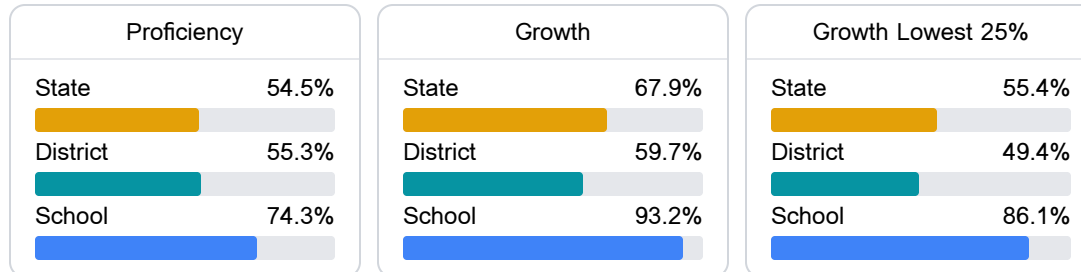 Proficiency
State 54.5%
District 55.3%
School 74.3%
Growth
State 67.9%
District 59.7%
School 93.2%
Growth Lowest 25%
State 55.4%
District 49.4%
School 86.1%